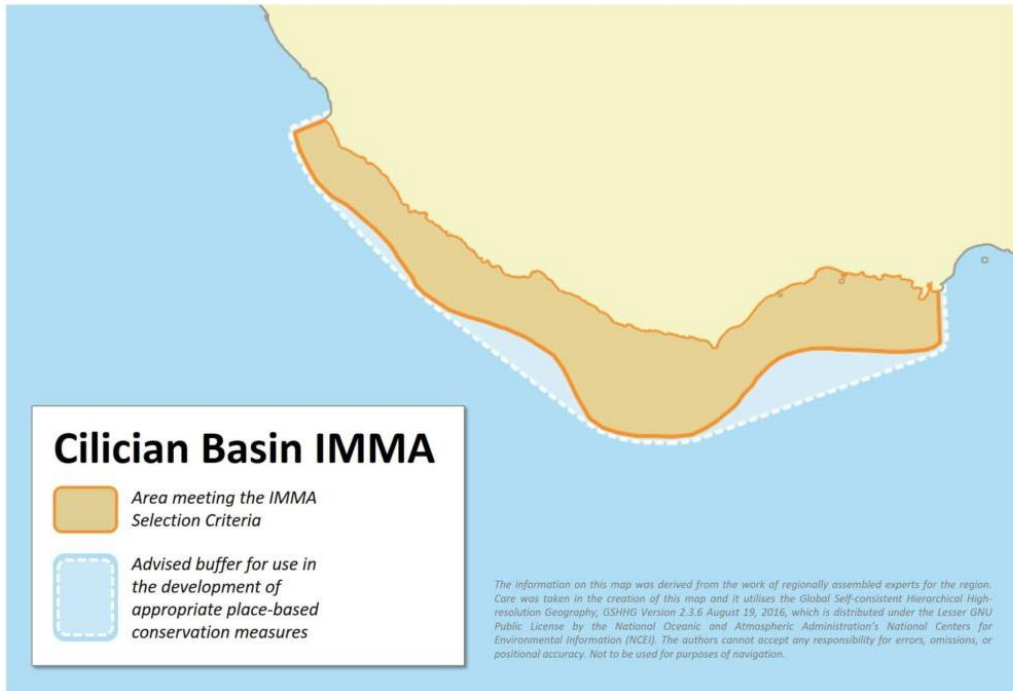 Cilician Basin IMMA
Area meeting the IMMA
Selection Criteria
Advised buffer for use in
the development of
appropriate place-based
conservation measures
The information on this map was derived from the work of regionally assembled experts for the region.
Care was taken in the creation of this map and it utilises the Global Self-consistent Hierarchical High-
resolution Geography, GSHHG Version 2.3.6 August 19, 2016, which is distributed under the Lesser GNU
Public License by the National Oceanic and Atmospheric Administration's National Centers for
Environmental Information (NCEI). The authors cannot accept any responsibility for errors, omissions, or
positional accuracy. Not to be used for purposes of navigation.